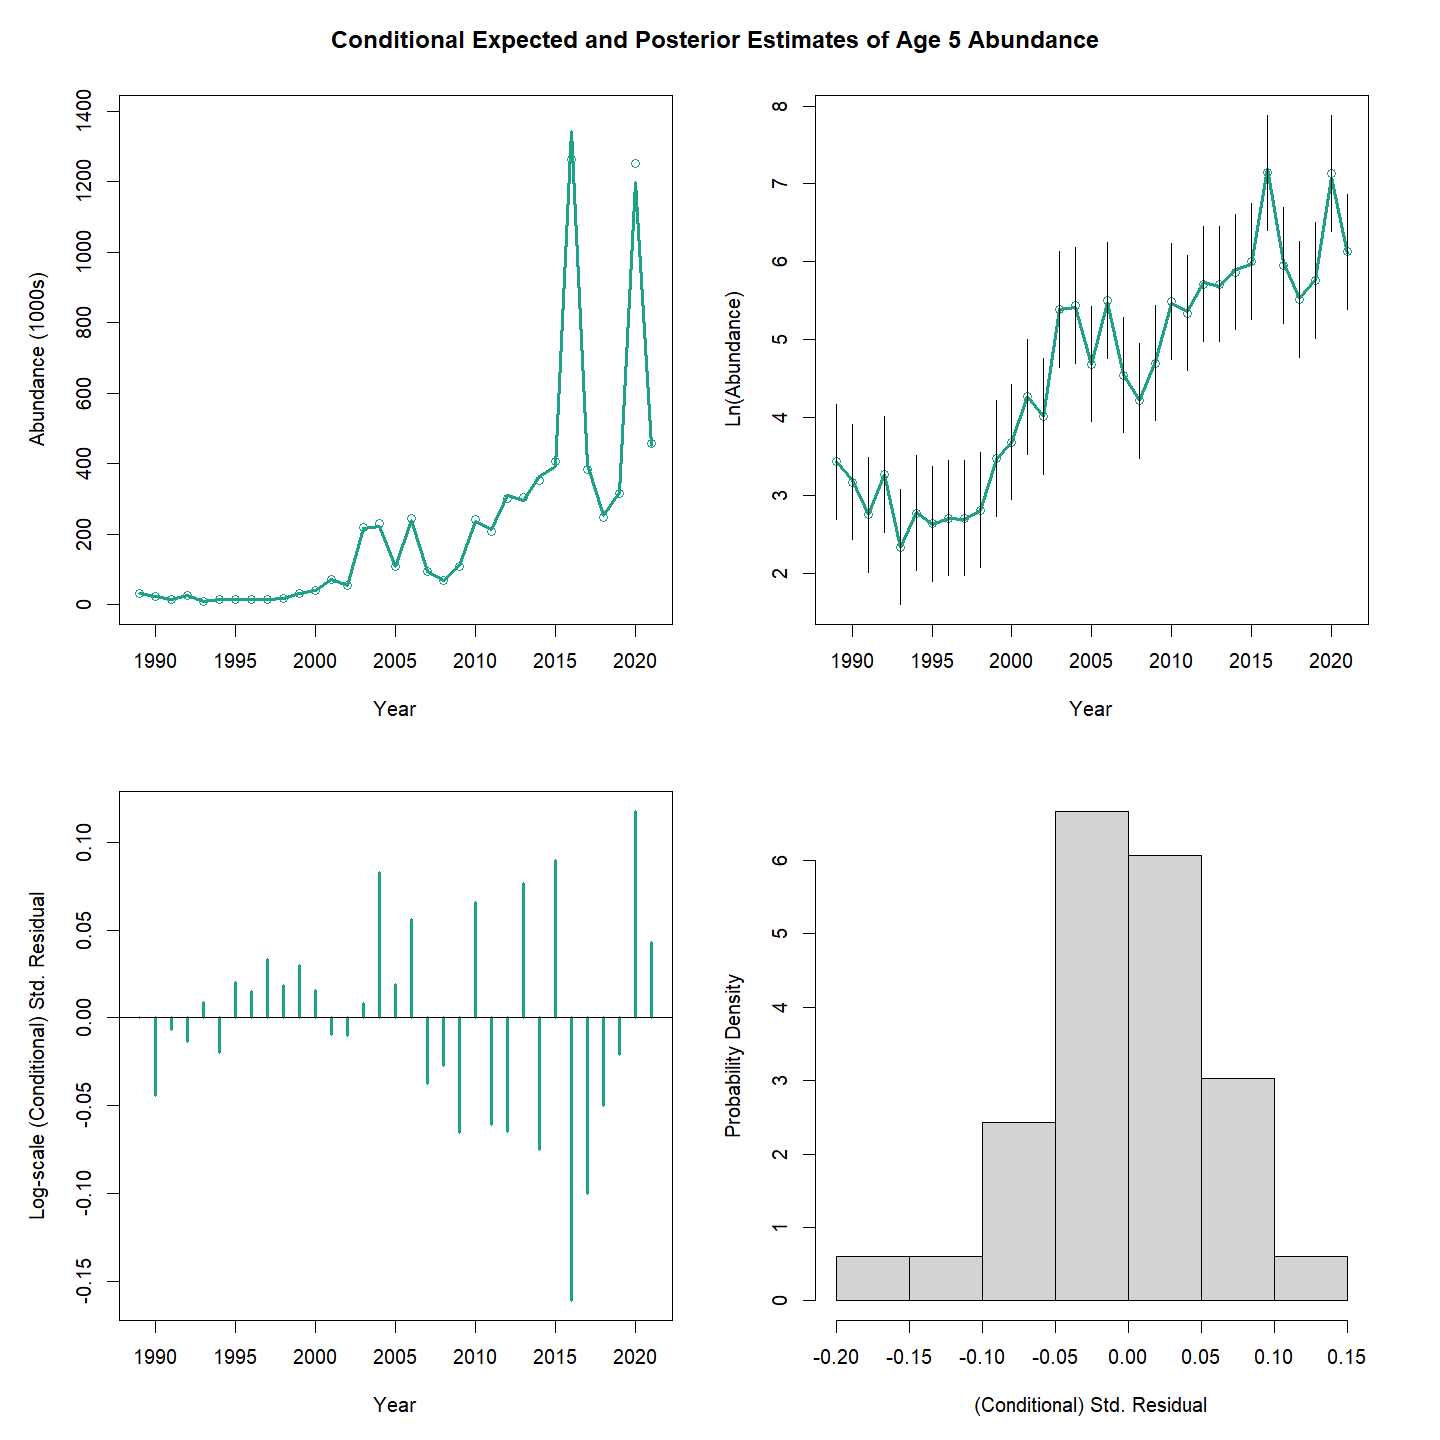 Conditional Expected and Posterior Estimates of Age 5 Abundance
Abundance (1000s)
1400
1200
1000
800
600
400
200
0
1990 1995 2000 2005 2010 2015 2020
Year
Ln(Abundance)
8
7
6
5
4
3
2
1990 1995 2000 2005 2010 2015 2020
Year
Log-scale (Conditional) Std. Residual
0.10
0.05
0.00
-0.05
-0.10
-0.15
1990 1995 2000 2005 2010 2015 2020
Year
Probability Density
6
5
4
3
2
1
0
-0.20 -0.15 -0.10 -0.05 0.00 0.05 0.10 0.15
(Conditional) Std. Residual